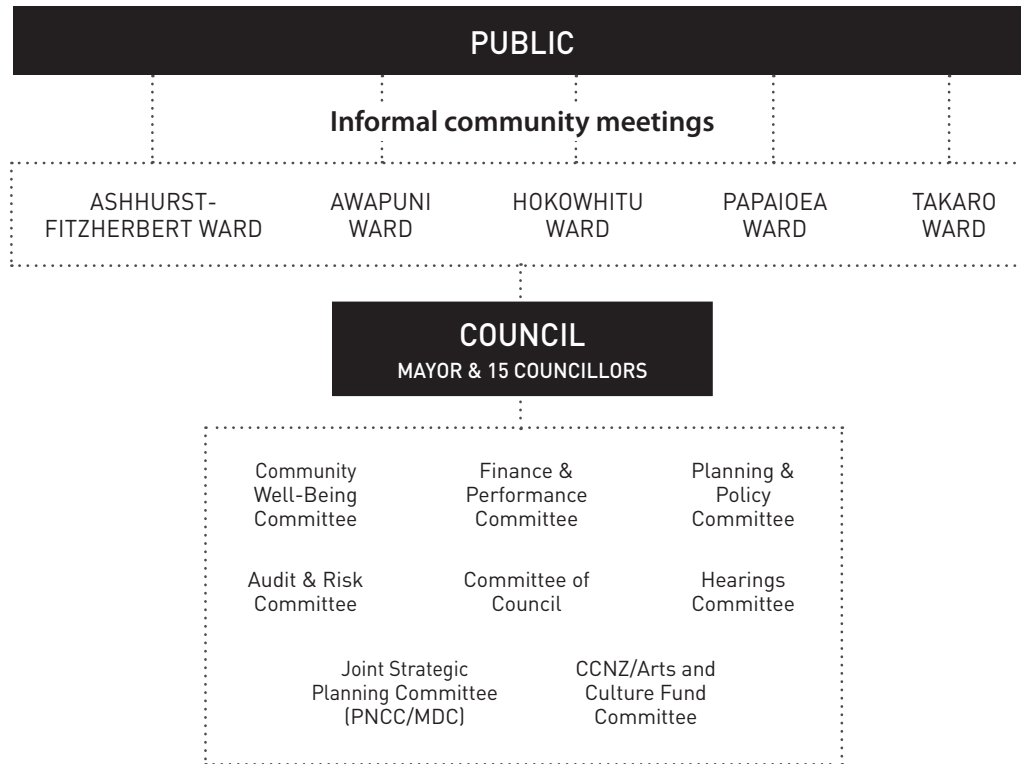 PUBLIC
Informal community meetings
ASHHURST-
FITZHERBERT WARD
AWAPUNI
WARD
HOKOWHITU
WARD
PAPAIOEA
WARD
TAKARO
WARD
COUNCIL
MAYOR & 15 COUNCILLORS
Community
Well-Being
Committee
Finance &
Performance
Committee
Planning &
Policy
Committee
Audit & Risk
Committee
Committee of
Council
Hearings
Committee
Joint Strategic
Planning Committee
(PNCC/MDC)
CCNZ/Arts and
Culture Fund
Committee